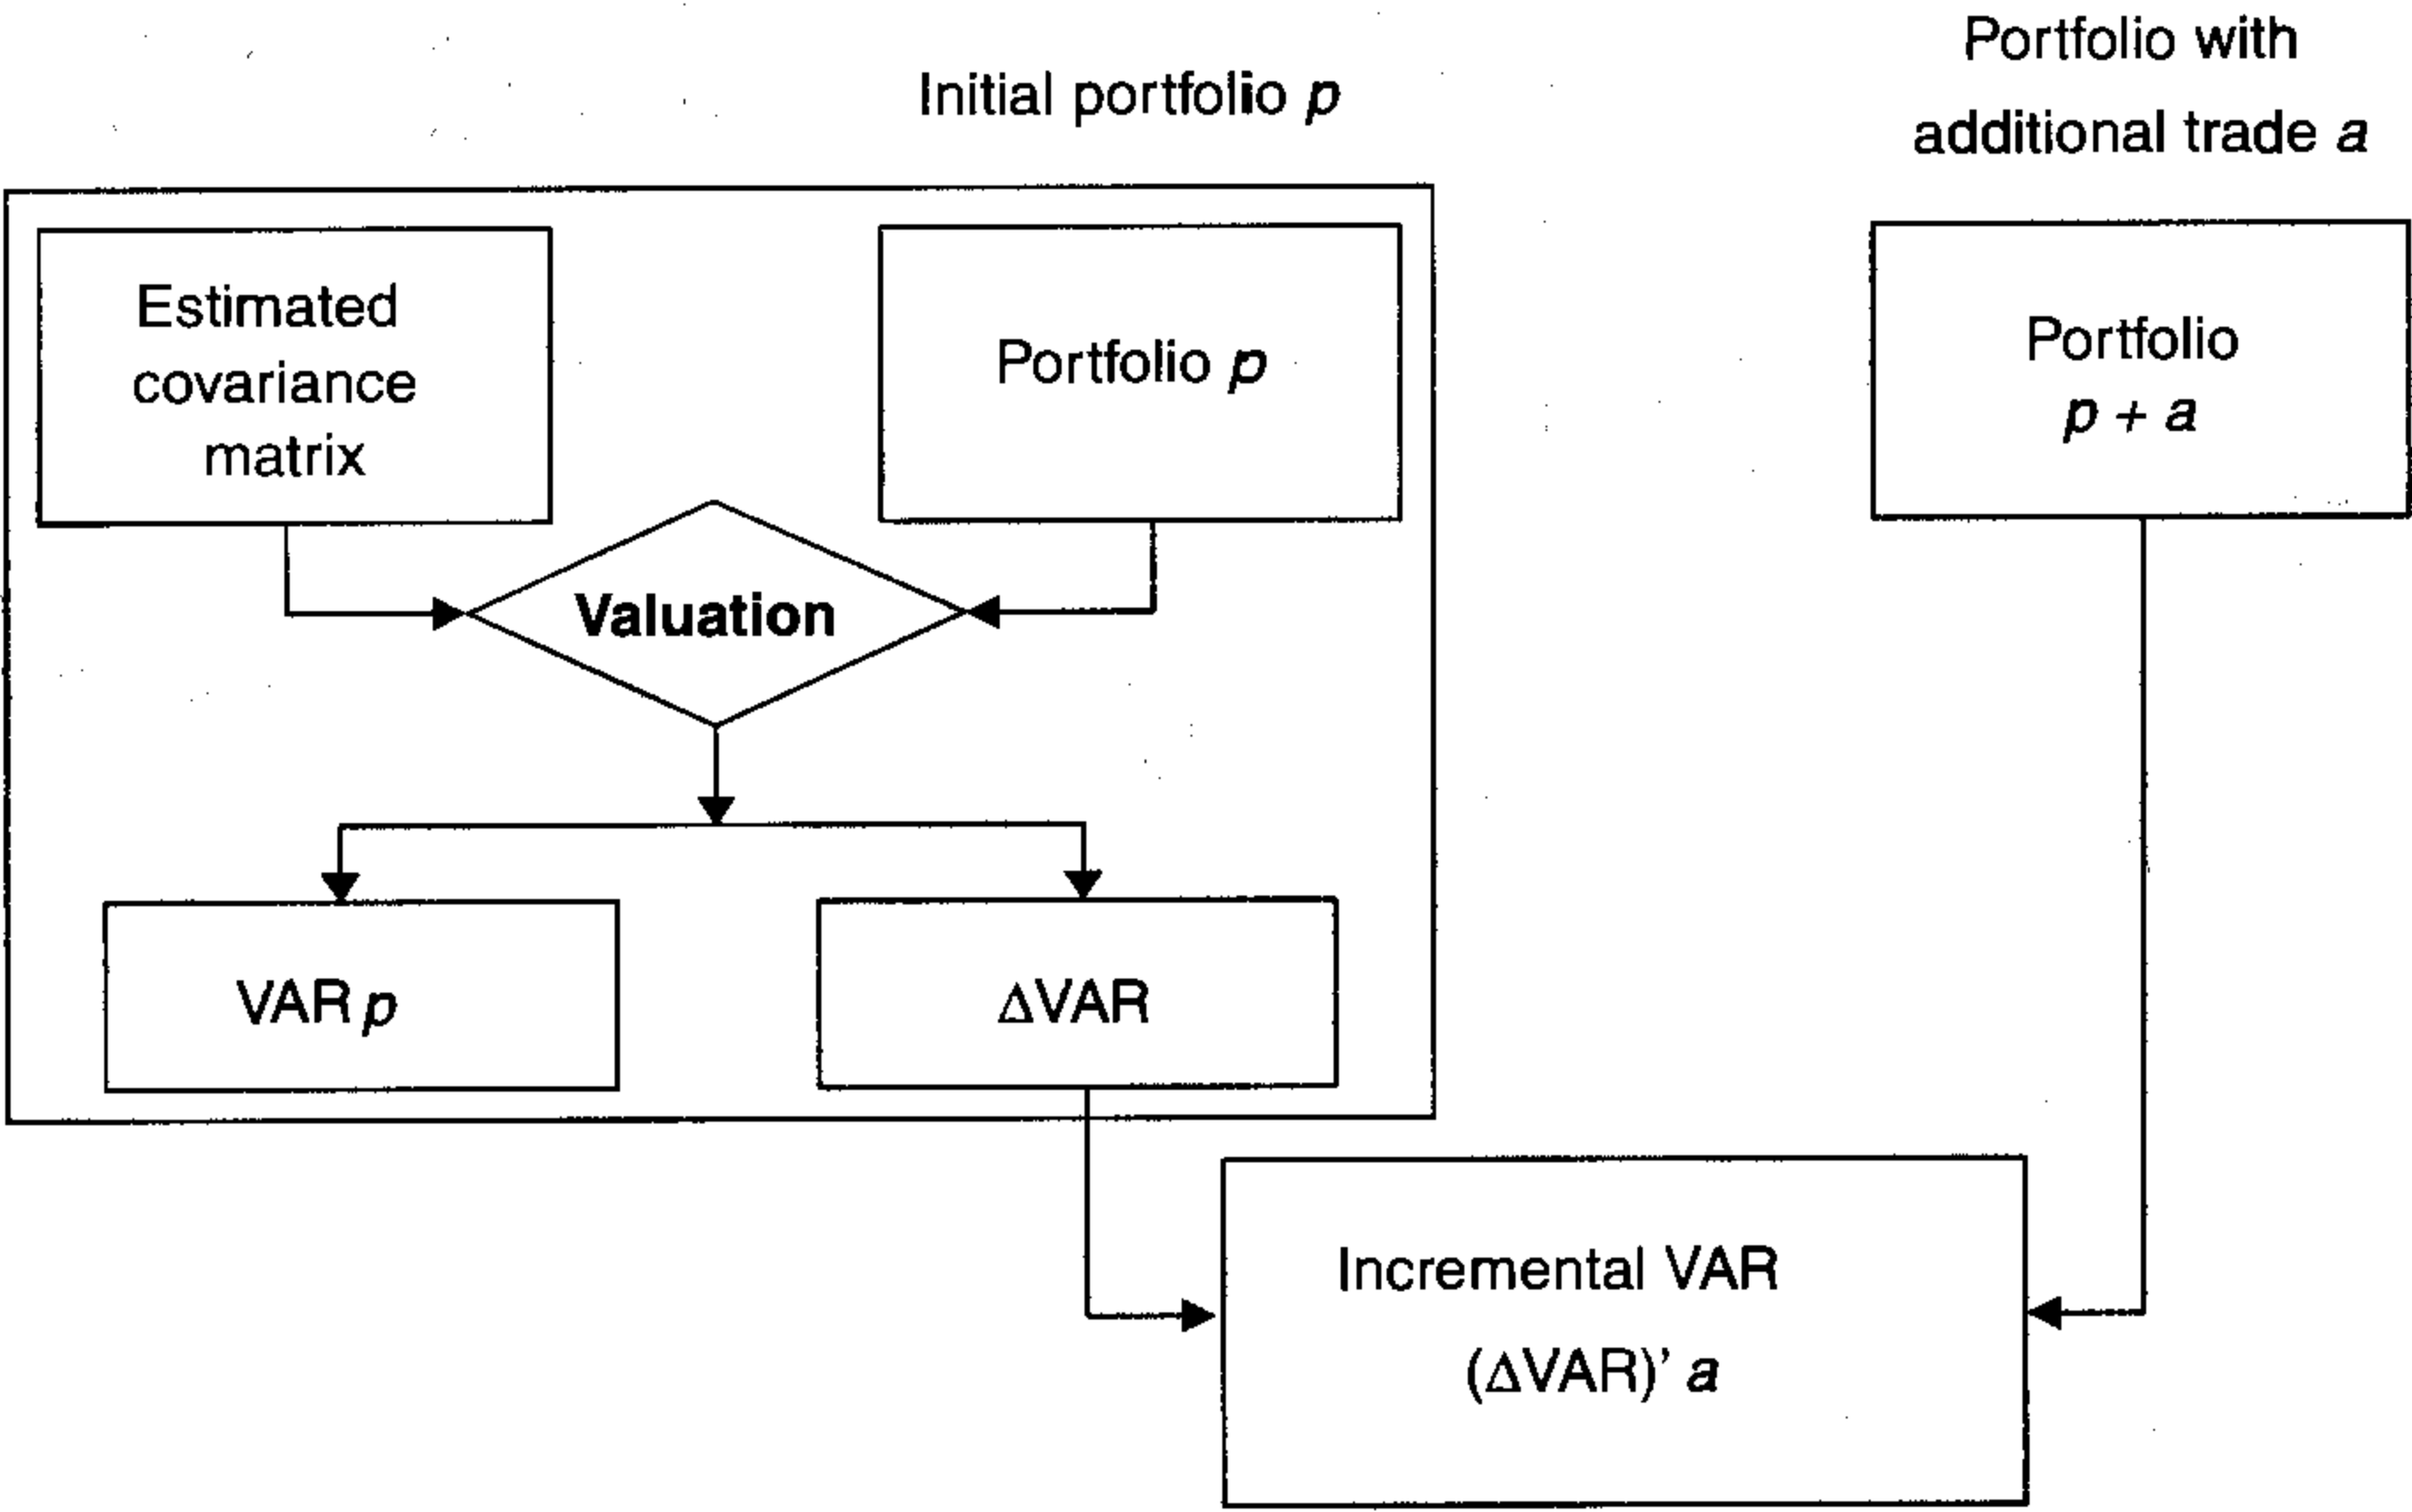 Initial portfolio p
Portfolio with
additional trade a
Estimated
covariance
matrix
Portfolio p
Portfolio
p + a
Valuation
VAR p
ΔVAR
Incremental VAR
(ΔVAR)' a